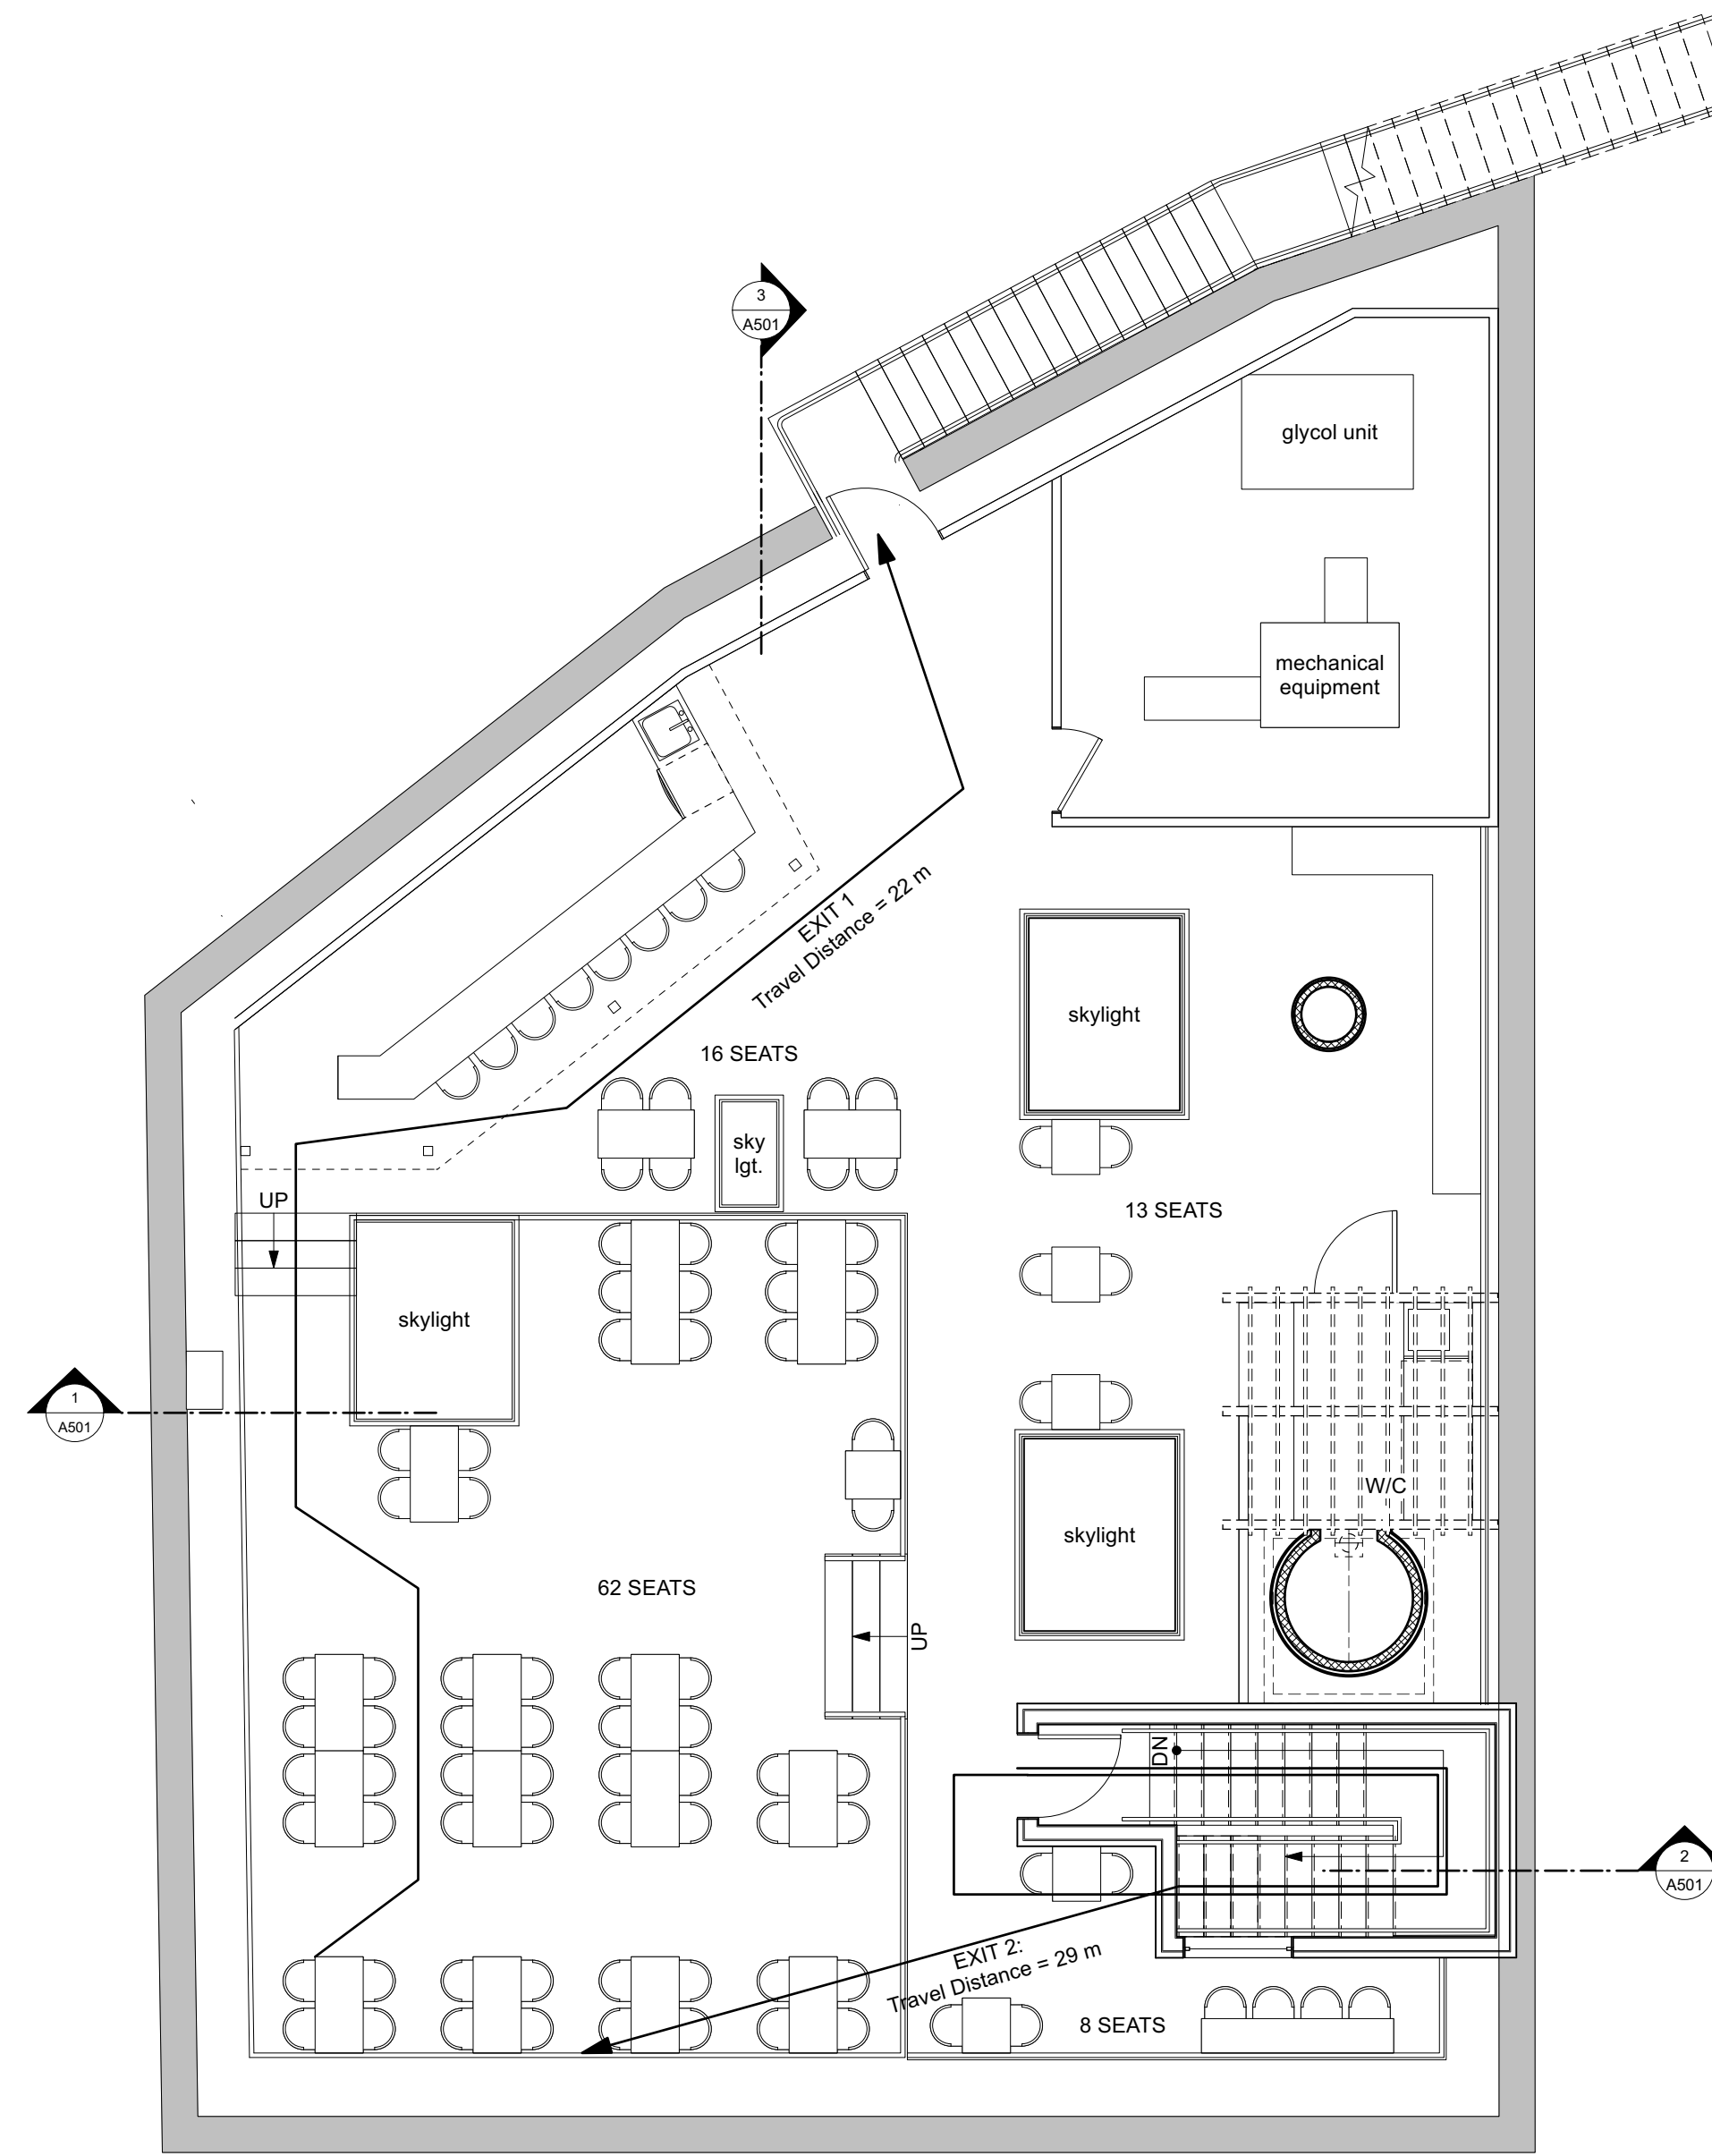 3
A501
glycol unit
mechanical
equipment
EXIT 1
Travel Distance = 22 m
skylight
16 SEATS
sky
lgt.
UP
13 SEATS
skylight
1
A501
W/C
skylight
62 SEATS
UP
DN
2
A501
EXIT 2:
Travel Distance = 29 m
8 SEATS